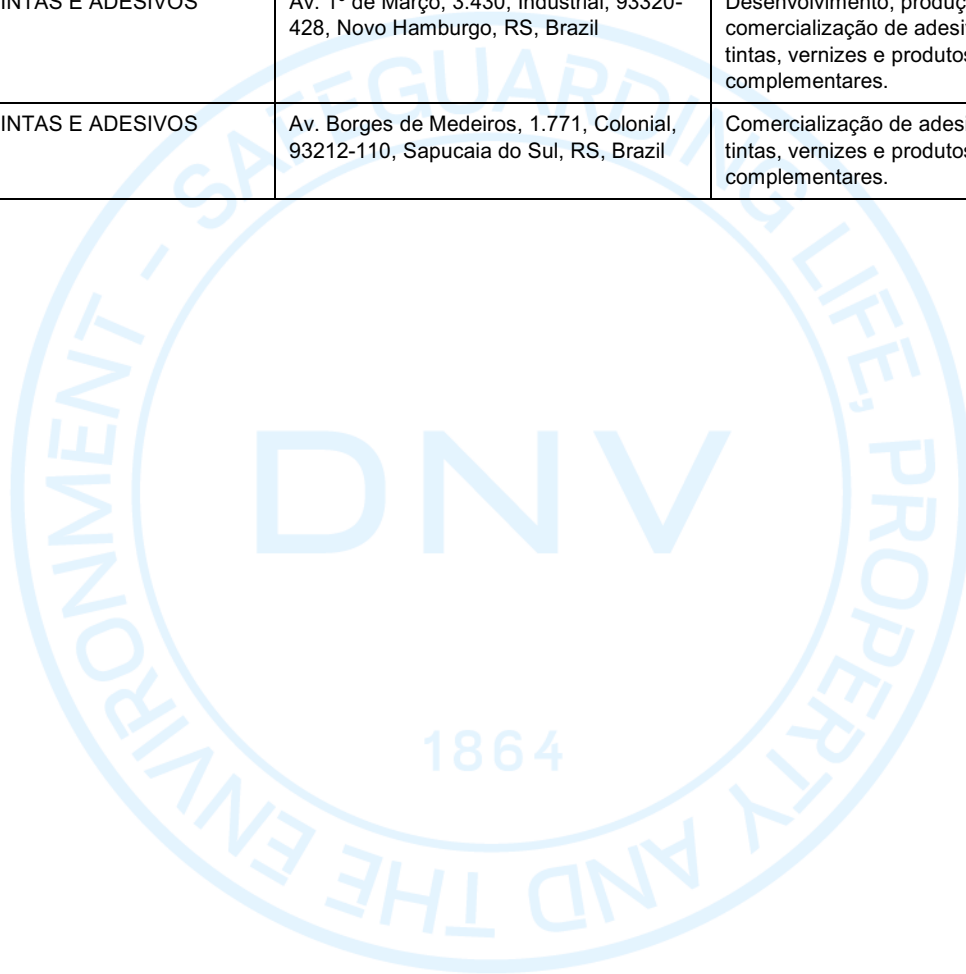 INTAS E ADESIVOS
Av. 1º de Março, 3.430, Industrial, 93320-
428, Novo Hamburgo, RS, Brazil
Desenvolvimento, produç
comercialização de adesi
tintas, vernizes e produtos
complementares.
INTAS E ADESIVOS
Av. Borges de Medeiros, 1.771, Colonial,
93212-110, Sapucaia do Sul, RS, Brazil
Comercialização de adesi
tintas, vernizes e produtos
complementares.
SAFEGUARDING LIFE, PROPERTY AND THE ENVIRONMENT -
DNV
1864